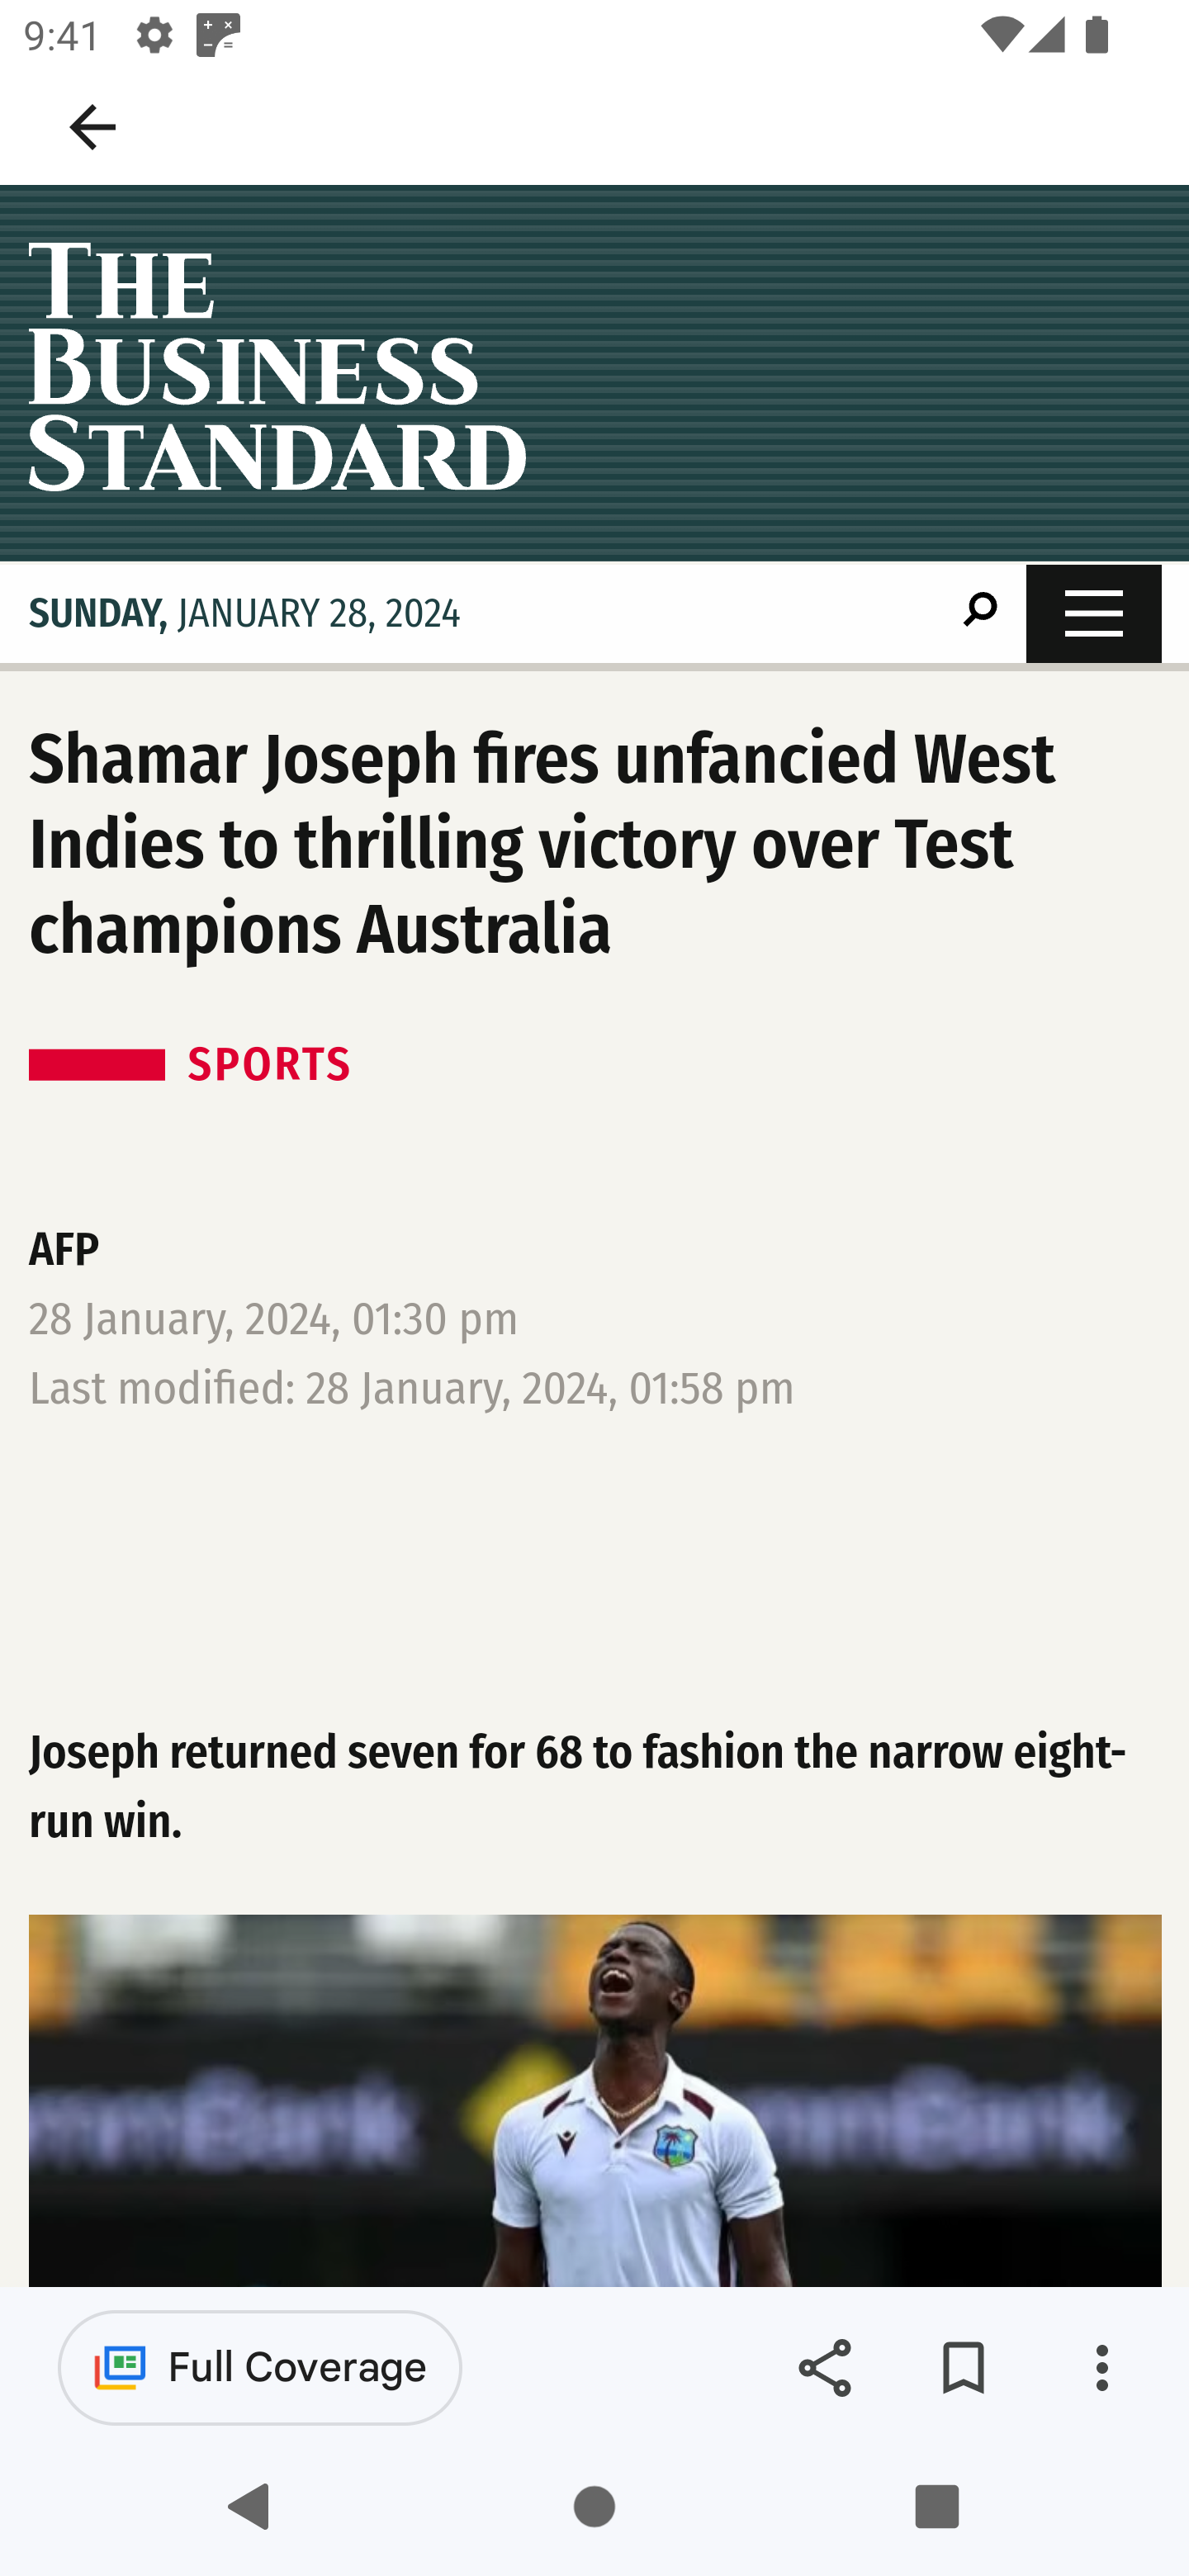 9:41
THE
BUSINESS
STANDARD
SUNDAY, JANUARY 28, 2024
Shamar Joseph fires unfancied West
Indies to thrilling victory over Test
champions Australia
SPORTS
AFP
28 January, 2024, 01:30 pm
Last modified: 28 January, 2024, 01:58 pm
Joseph returned seven for 68 to fashion the narrow eight-
run win.
Full Coverage